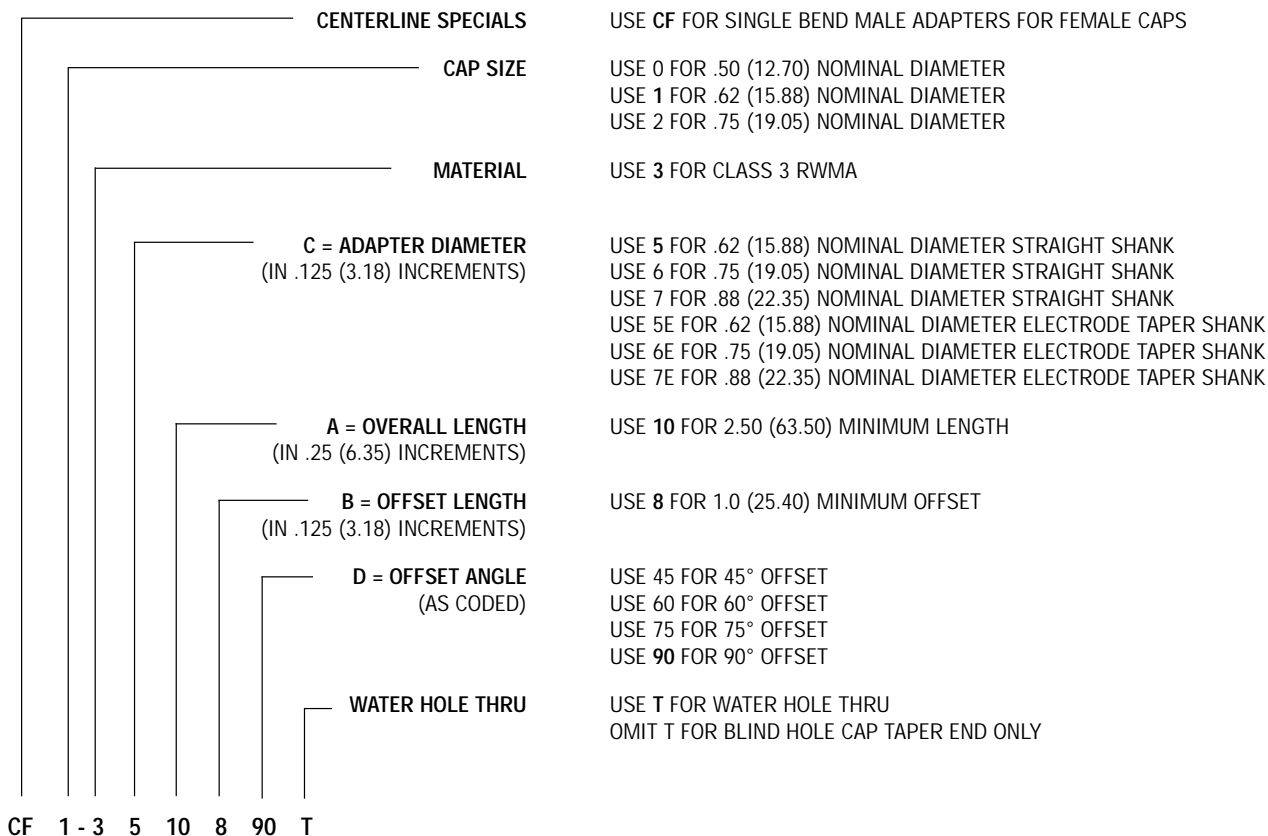 CENTERLINE SPECIALS USE CF FOR SINGLE BEND MALE ADAPTERS FOR FEMALE CAPS
CAP SIZE USE 0 FOR .50 (12.70) NOMINAL DIAMETER
USE 1 FOR .62 (15.88) NOMINAL DIAMETER
USE 2 FOR .75 (19.05) NOMINAL DIAMETER
MATERIAL USE 3 FOR CLASS 3 RWMA
C = ADAPTER DIAMETER USE 5 FOR .62 (15.88) NOMINAL DIAMETER STRAIGHT SHANK
(IN .125 (3.18) INCREMENTS) USE 6 FOR .75 (19.05) NOMINAL DIAMETER STRAIGHT SHANK
USE 7 FOR .88 (22.35) NOMINAL DIAMETER STRAIGHT SHANK
USE 5E FOR .62 (15.88) NOMINAL DIAMETER ELECTRODE TAPER SHANK
USE 6E FOR .75 (19.05) NOMINAL DIAMETER ELECTRODE TAPER SHANK
USE 7E FOR .88 (22.35) NOMINAL DIAMETER ELECTRODE TAPER SHANK
A = OVERALL LENGTH USE 10 FOR 2.50 (63.50) MINIMUM LENGTH
(IN .25 (6.35) INCREMENTS)
B = OFFSET LENGTH USE 8 FOR 1.0 (25.40) MINIMUM OFFSET
(IN .125 (3.18) INCREMENTS)
D = OFFSET ANGLE USE 45 FOR 45° OFFSET
(AS CODED) USE 60 FOR 60° OFFSET
USE 75 FOR 75° OFFSET
USE 90 FOR 90° OFFSET
WATER HOLE THRU USE T FOR WATER HOLE THRU
OMIT T FOR BLIND HOLE CAP TAPER END ONLY
CF 1 - 3 5 10 8 90 T